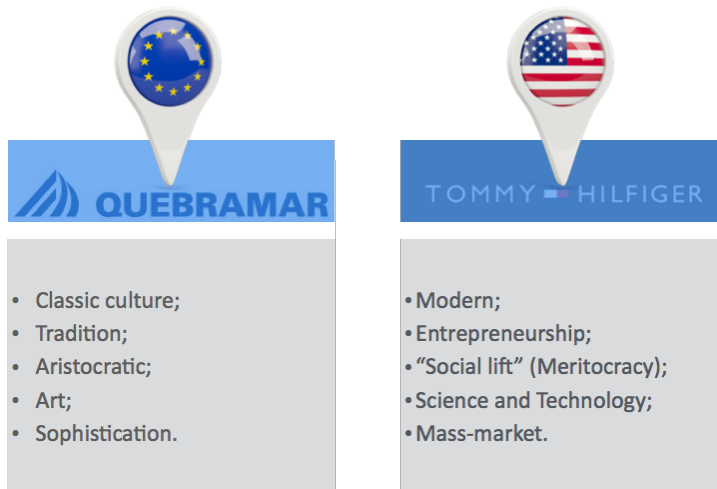 QUEBRAMAR
• Classic culture;
• Tradition;
• Aristocratic;
• Art;
• Sophistication.
TOMMY HILFIGER
• Modern;
• Entrepreneurship;
• “Social lift” (Meritocracy);
• Science and Technology;
• Mass-market.